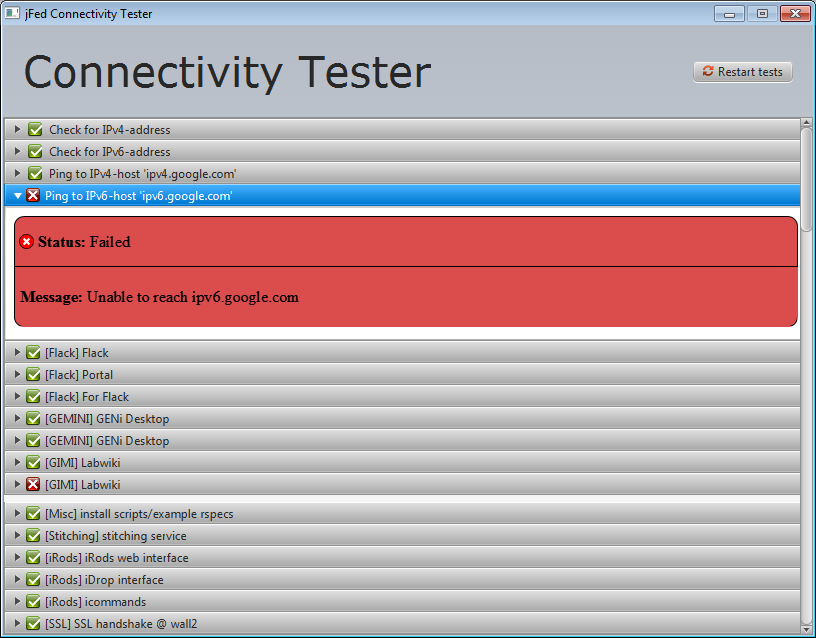 jFed Connectivity Tester
Connectivity Tester
Restart tests
Check for IPv4-address
Check for IPv6-address
Ping to IPv4-host 'ipv4.google.com'
Ping to IPv6-host 'ipv6.google.com'
Status: Failed
Message: Unable to reach ipv6.google.com
[Flack] Flack
[Flack] Portal
[Flack] For Flack
[GEMINI] GENi Desktop
[GEMINI] GENi Desktop
[GIMI] Labwiki
[GIMI] Labwiki
[Misc] install scripts/example rspecs
[Stitching] stitching service
[iRods] iRods web interface
[iRods] iDrop interface
[iRods] icommands
[SSL] SSL handshake @ wall2